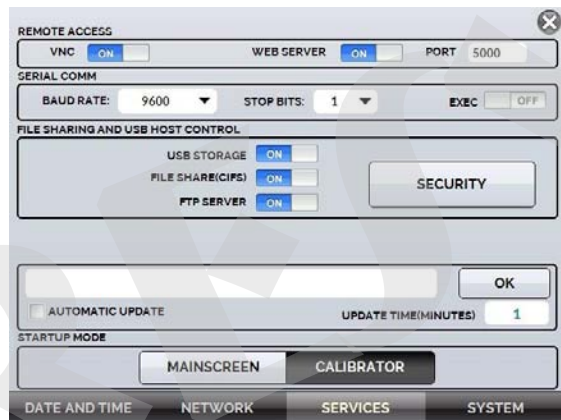 REMOTE ACCESS
VNC ON WEB SERVER ON PORT 5000
SERIAL COMM
BAUD RATE: 9600 STOP BITS: 1 EXEC OFF
FILE SHARING AND USB HOST CONTROL
USB STORAGE ON
FILE SHARE(CIFS) ON
SECURITY
FTP SERVER ON
OK
AUTOMATIC UPDATE UPDATE TIME(MINUTES) 1
STARTUP MODE
MAINSCREEN CALIBRATOR
DATE AND TIME NETWORK SERVICES SYSTEM